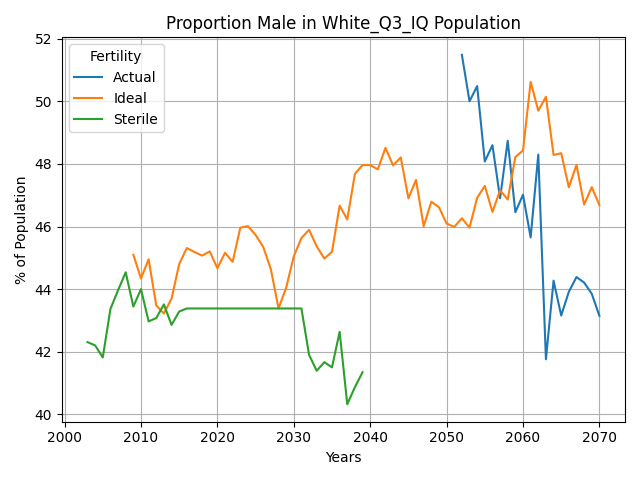 Proportion Male in White_Q3_IQ Population
Fertility
Actual
Ideal
Sterile
% of Population
52
50
48
46
44
42
40
2000 2010 2020 2030 2040 2050 2060 2070
Years